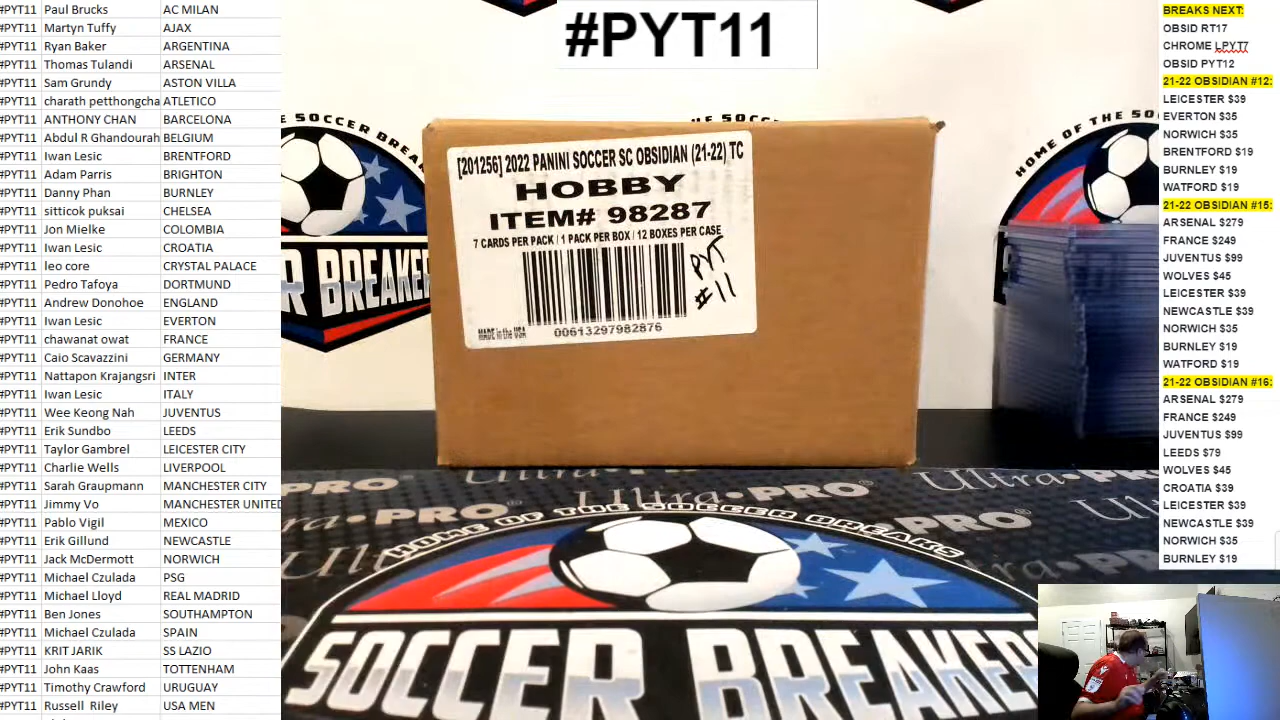 #PYT11 Paul Brucks AC MILAN
#PYT11 Martyn Tuffy AJAX
#PYT11 Ryan Baker ARGENTINA
#PYT11 Thomas Tulandi ARSENAL
#PYT11 Sam Grundy ASTON VILLA
#PYT11 charath petthongcha ATLETICO
#PYT11 ANTHONY CHAN BARCELONA
#PYT11 Abdul R Ghandourah BELGIUM
#PYT11 Iwan Lesic BRENTFORD
#PYT11 Adam Parris BRIGHTON
#PYT11 Danny Phan BURNLEY
#PYT11 sitticok puksai CHELSEA
#PYT11 Jon Mielke COLOMBIA
#PYT11 Iwan Lesic CROATIA
#PYT11 leo core CRYSTAL PALACE
#PYT11 Pedro Tafoya DORTMUND
#PYT11 Andrew Donohoe ENGLAND
#PYT11 Iwan Lesic EVERTON
#PYT11 chawanat owat FRANCE
#PYT11 Caio Scavazzini GERMANY
#PYT11 Nattapon Krajangsri INTER
#PYT11 Iwan Lesic ITALY
#PYT11 Wee Keong Nah JUVENTUS
#PYT11 Erik Sundbo LEEDS
#PYT11 Taylor Gambrel LEICESTER CITY
#PYT11 Charlie Wells LIVERPOOL
#PYT11 Sarah Graupmann MANCHESTER CITY
#PYT11 Jimmy Vo MANCHESTER UNITED
#PYT11 Pablo Vigil MEXICO
#PYT11 Erik Gillund NEWCASTLE
#PYT11 Jack McDermott NORWICH
#PYT11 Michael Czulada PSG
#PYT11 Michael Lloyd REAL MADRID
#PYT11 Ben Jones SOUTHAMPTON
#PYT11 Michael Czulada SPAIN
#PYT11 KRIT JARIK SS LAZIO
#PYT11 John Kaas TOTTENHAM
#PYT11 Timothy Crawford URUGUAY
#PYT11 Russell Riley USA MEN
#PYT11
[201256] 2022 PANINI SOCCER SC OBSIDIAN (21-22) TC
HOBBY
ITEM# 98287
7 CARDS PER PACK / 1 PACK PER BOX / 12 BOXES PER CASE
PYT
#11
MADE in the USA
00613297982876
SOCCER BREA
R BREAKER
HOME OF THE SO
Ultra•PRO
HOME OF THE SOCCER BREAKS
SOCCER BREAKERS
BREAKS NEXT:
OBSID RT17
CHROME LPYT7
OBSID PYT12
21-22 OBSIDIAN #12:
LEICESTER $39
EVERTON $35
NORWICH $35
BRENTFORD $19
BURNLEY $19
WATFORD $19
21-22 OBSIDIAN #15:
ARSENAL $279
FRANCE $249
JUVENTUS $99
WOLVES $45
LEICESTER $39
NEWCASTLE $39
NORWICH $35
BURNLEY $19
WATFORD $19
21-22 OBSIDIAN #16:
ARSENAL $279
FRANCE $249
JUVENTUS $99
LEEDS $79
WOLVES $45
CROATIA $39
LEICESTER $39
NEWCASTLE $39
NORWICH $35
BURNLEY $19